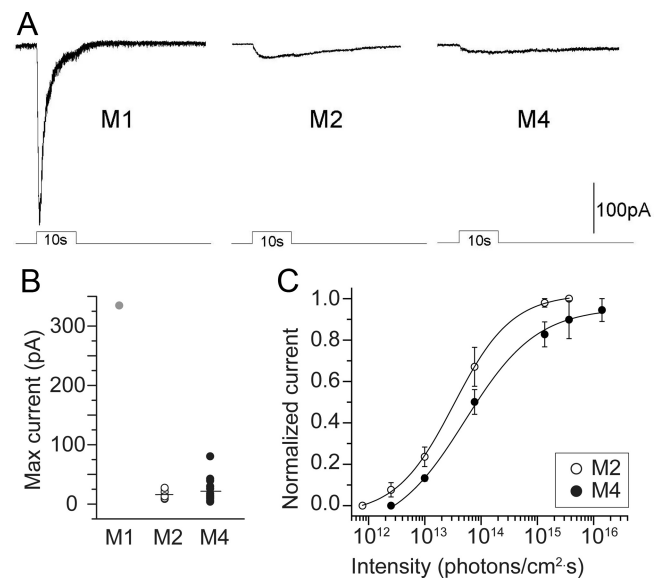 A
M1
M2
M4
100pA
10s
10s
10s
B
Max current (pA)
300
200
100
0
M1 M2 M4
C
Normalized current
1.0
0.8
0.6
0.4
0.2
0.0
10¹² 10¹³ 10¹⁴ 10¹⁵ 10¹⁶
Intensity (photons/cm²·s)
M2
M4